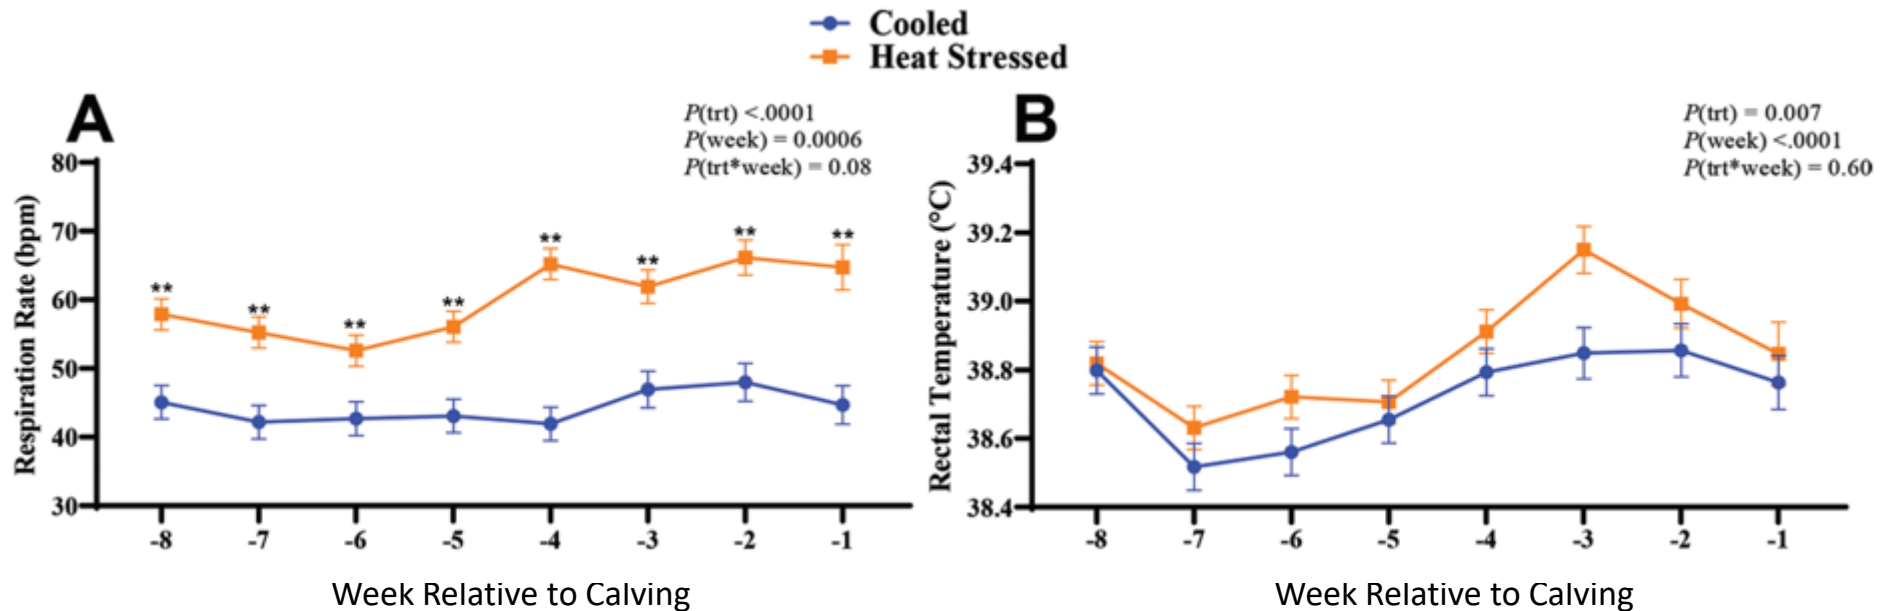 Cooled
Heat Stressed
A
P(trt) <.0001
P(week) = 0.0006
P(trt*week) = 0.08
Respiration Rate (bpm)
80
70
60
50
40
30
** ** ** ** ** ** ** **
-8 -7 -6 -5 -4 -3 -2 -1
Week Relative to Calving
B
P(trt) = 0.007
P(week) <.0001
P(trt*week) = 0.60
Rectal Temperature (°C)
39.4
39.2
39.0
38.8
38.6
38.4
-8 -7 -6 -5 -4 -3 -2 -1
Week Relative to Calving